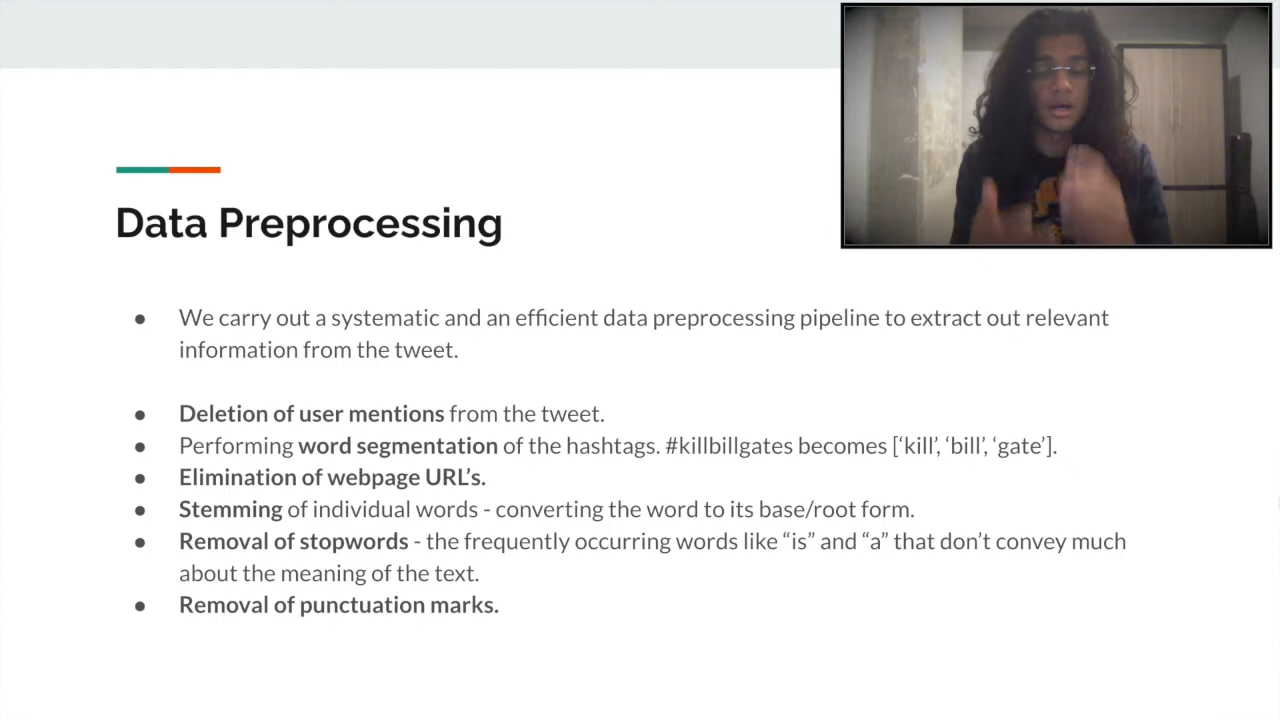 Data Preprocessing
● We carry out a systematic and an efficient data preprocessing pipeline to extract out relevant
information from the tweet.
● Deletion of user mentions from the tweet.
● Performing word segmentation of the hashtags. #killbillgates becomes [‘kill’, ‘bill’, ‘gate’].
● Elimination of webpage URL’s.
● Stemming of individual words - converting the word to its base/root form.
● Removal of stopwords - the frequently occurring words like “is” and “a” that don’t convey much
about the meaning of the text.
● Removal of punctuation marks.